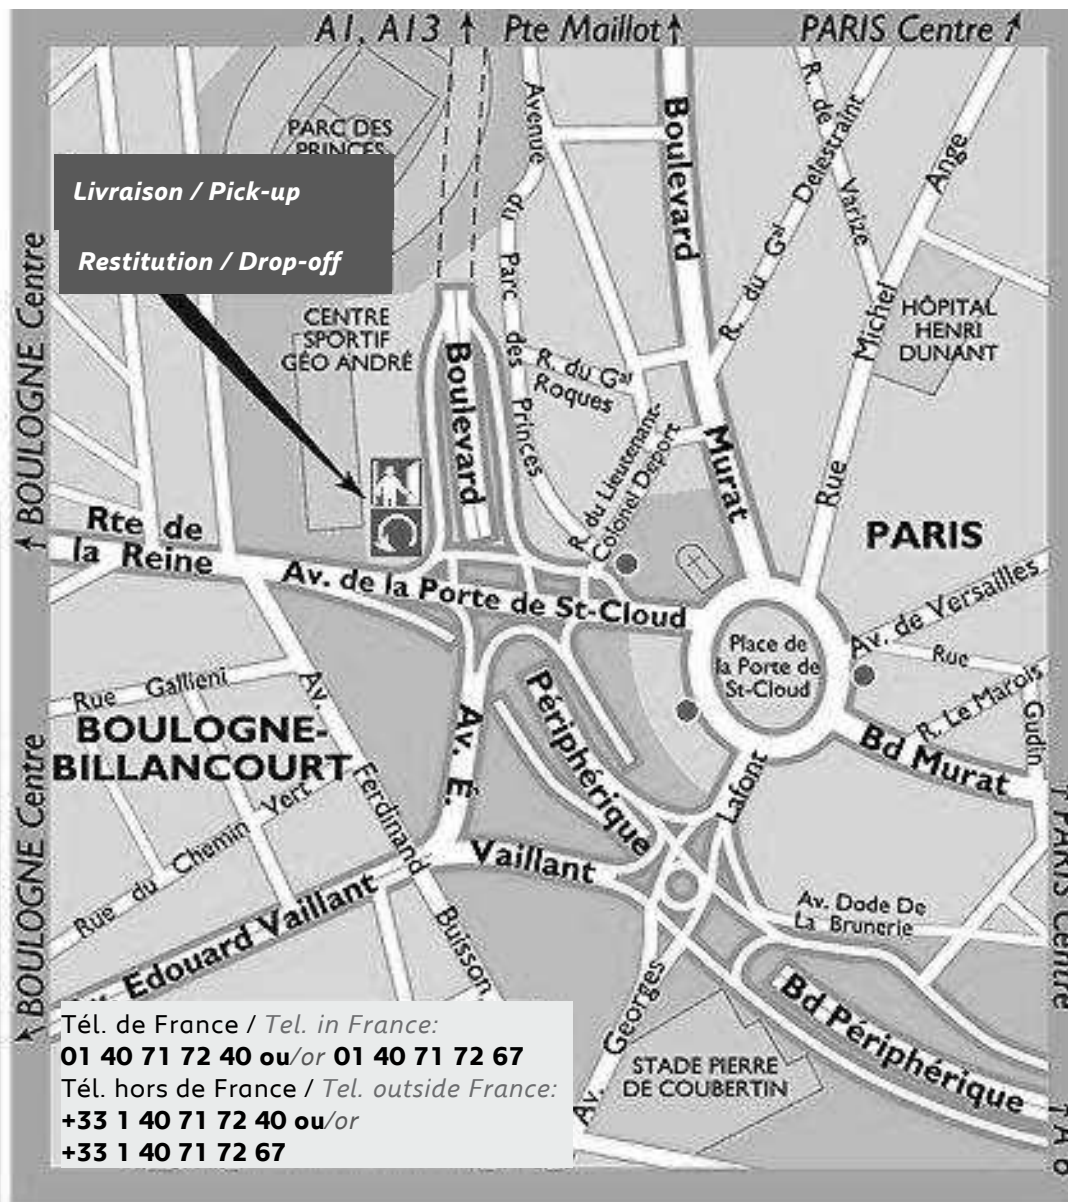 A1, A13
Pte Maillot
PARIS Centre
PARC DES
PRINCES
Livraison / Pick-up
Restitution / Drop-off
BOULOGNE Centre
CENTRE
SPORTIF
GÉO ANDRÉ
Boulevard
Avenue
du Parc des Princes
R. du Gal
Roques
R. du Lieutenant-
Colonel Deport
Boulevard
Murat
R. de Varize
R. du Gal Delestraint
Rue Michel Ange
HÔPITAL
HENRI
DUNANT
PARIS
Rte de
la Reine
Av. de la Porte de St-Cloud
Place de
la Porte de
St-Cloud
Av. de Versailles
Rue
Gudin
R. Le Marois
Bd Murat
Rue Gallieni
BOULOGNE-
BILLANCOURT
BOULOGNE Centre
Av. Ferdinand Buisson
Rue du Chemin Vert
Av. É.
Vaillant
Périphérique
Lafont
Edouard Vaillant
Av. Dode De
La Brunerie
Bd Périphérique
Av. Georges
STADE PIERRE
DE COUBERTIN
PARIS Centre
Tél. de France / Tel. in France:
01 40 71 72 40 ou/or 01 40 71 72 67
Tél. hors de France / Tel. outside France:
+33 1 40 71 72 40 ou/or
+33 1 40 71 72 67